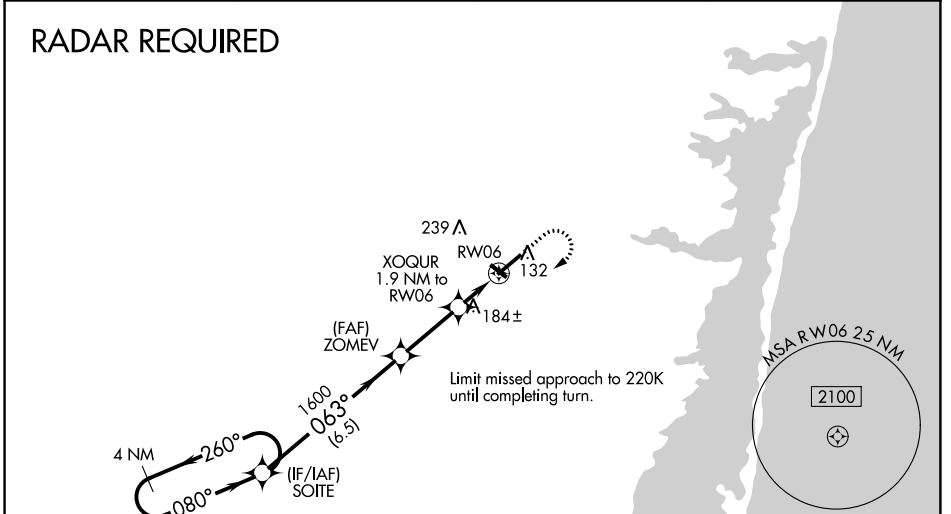 RADAR REQUIRED
239
RW06
132
XOQUR
1.9 NM to
RW06
184±
(FAF)
ZOMEV
Limit missed approach to 220K
until completing turn.
MSA RW06 25 NM
2100
1600
063°
(6.5)
4 NM
260°
080°
(IF/IAF)
SOITE